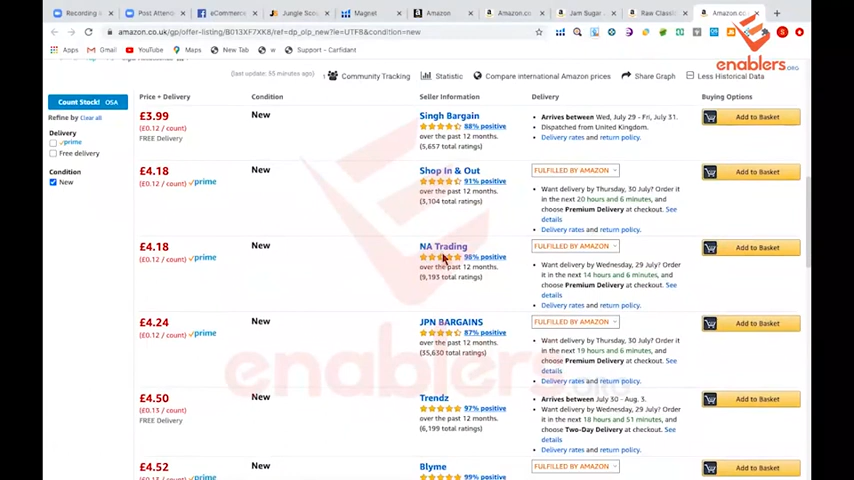 Recording
Post Attem
eCommerc
Jungle Sco
Magnet
Amazon
Amazon.co
Jam Sugar
Raw Classi
Amazon.co
amazon.co.uk/gp/offer-listing/B013XF7XK8/ref=dp_olp_new?ie=UTF8&condition=new
Apps
Gmail
YouTube
Maps
New Tab
w
Support - Carfidant
enablers.ORG
(last update: 55 minutes ago)
Community Tracking
Statistic
Compare international Amazon prices
Share Graph
Less Historical Data
Count Stock! OSA
Refine by Clear all
Delivery
prime
Free delivery
Condition
New
Price + Delivery
Condition
Seller Information
Delivery
Buying Options
£3.99
(£0.12 / count)
FREE Delivery
New
Singh Bargain
88% positive
over the past 12 months.
(5,657 total ratings)
• Arrives between Wed, July 29 - Fri, July 31.
• Dispatched from United Kingdom.
• Delivery rates and return policy.
Add to Basket
£4.18
(£0.12 / count) prime
New
Shop In & Out
91% positive
over the past 12 months.
(3,104 total ratings)
FULFILLED BY AMAZON
• Want delivery by Thursday, 30 July? Order it
in the next 20 hours and 6 minutes, and
choose Premium Delivery at checkout. See
details
• Delivery rates and return policy.
Add to Basket
£4.18
(£0.12 / count) prime
New
NA Trading
98% positive
over the past 12 months.
(9,193 total ratings)
FULFILLED BY AMAZON
• Want delivery by Wednesday, 29 July? Order
it in the next 14 hours and 6 minutes, and
choose Premium Delivery at checkout. See
details
• Delivery rates and return policy.
Add to Basket
£4.24
(£0.12 / count) prime
New
JPN BARGAINS
87% positive
over the past 12 months.
(35,630 total ratings)
FULFILLED BY AMAZON
• Want delivery by Thursday, 30 July? Order
it in the next 19 hours and 6 minutes, and
choose Premium Delivery at checkout. See
details
• Delivery rates and return policy.
Add to Basket
£4.50
(£0.13 / count)
FREE Delivery
New
Trendz
97% positive
over the past 12 months.
(6,199 total ratings)
• Arrives between July 30 - Aug. 3.
• Want delivery by Wednesday, 29 July? Order
it in the next 18 hours and 51 minutes, and
choose Two-Day Delivery at checkout. See
details
• Delivery rates and return policy.
Add to Basket
£4.52
prime
New
Blyme
99% positive
FULFILLED BY AMAZON
Add to Basket
enablers